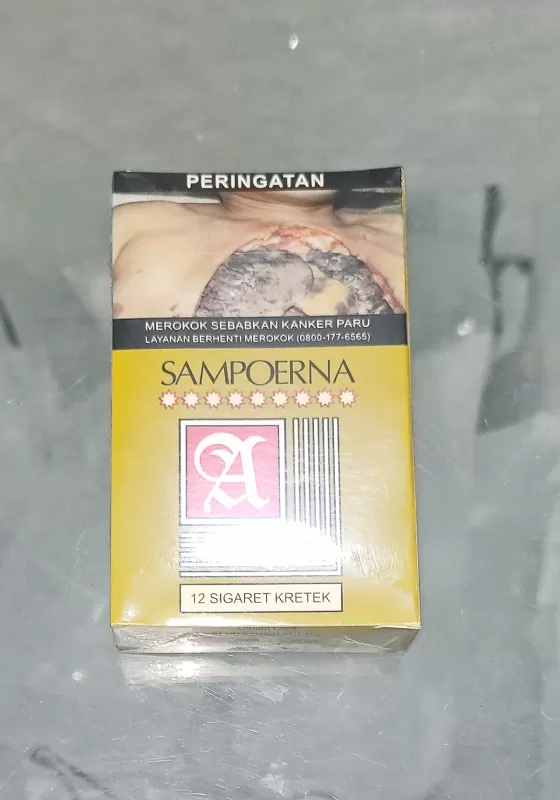 PERINGATAN
MEROKOK SEBABKAN KANKER PARU
LAYANAN BERHENTI MEROKOK (0800-177-6565)
SAMPOERNA
A
12 SIGARET KRETEK